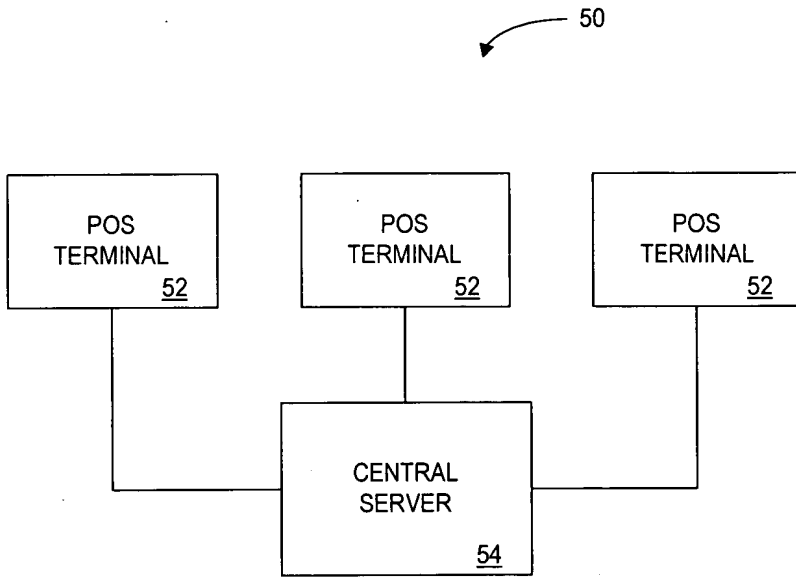 50
POS
TERMINAL
52
POS
TERMINAL
52
POS
TERMINAL
52
CENTRAL
SERVER
54